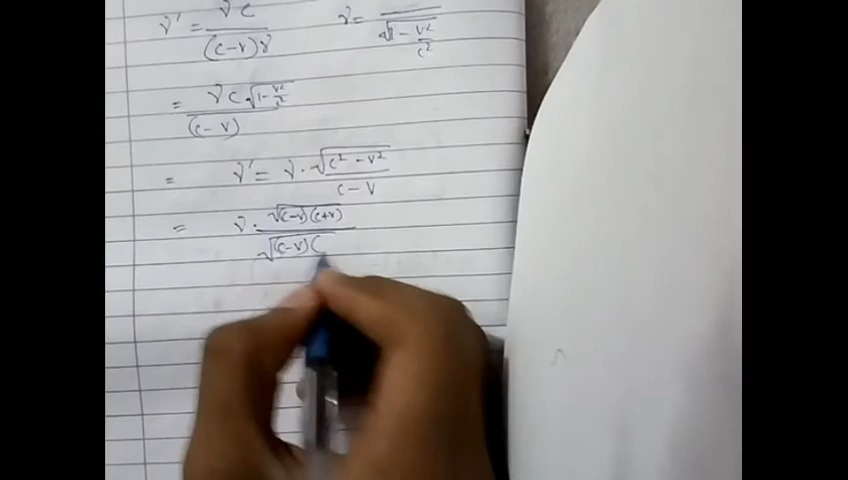 ν' = νc / (c-v)γ    γ = 1 / √(1 - v²/c²)
= νc√(1 - v²/c²) / (c-v)
= ν' = ν · √(c² - v²) / c-v
= ν · √((c-v)(c+v)) / √((c-v)(